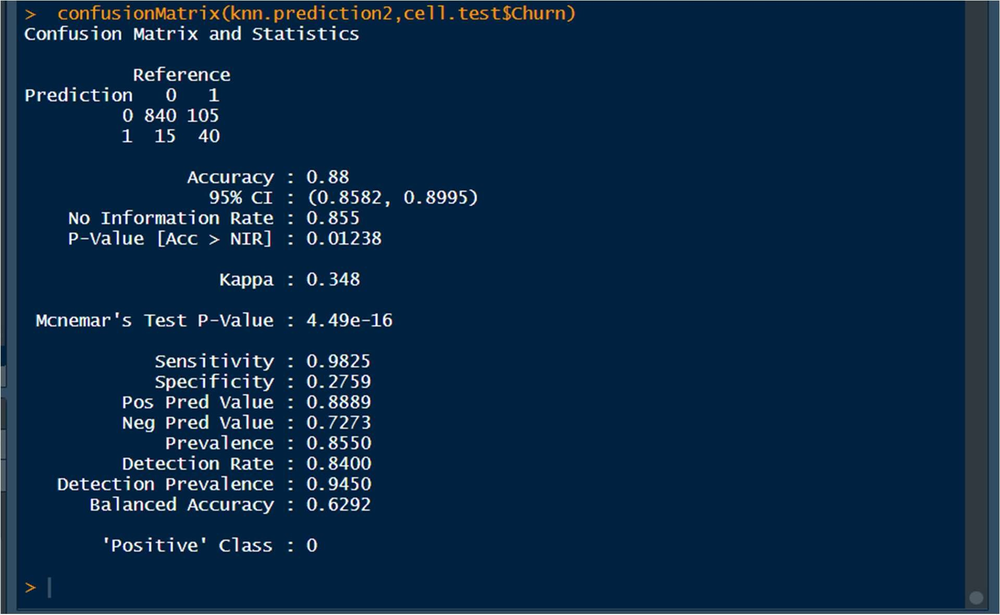 >  confusionMatrix(knn.prediction2,cell.test$Churn)
Confusion Matrix and Statistics
Reference
Prediction   0   1
0 840 105
1  15  40
Accuracy : 0.88
95% CI : (0.8582, 0.8995)
No Information Rate : 0.855
P-Value [Acc > NIR] : 0.01238
Kappa : 0.348
Mcnemar's Test P-Value : 4.49e-16
Sensitivity : 0.9825
Specificity : 0.2759
Pos Pred Value : 0.8889
Neg Pred Value : 0.7273
Prevalence : 0.8550
Detection Rate : 0.8400
Detection Prevalence : 0.9450
Balanced Accuracy : 0.6292
'Positive' Class : 0
>